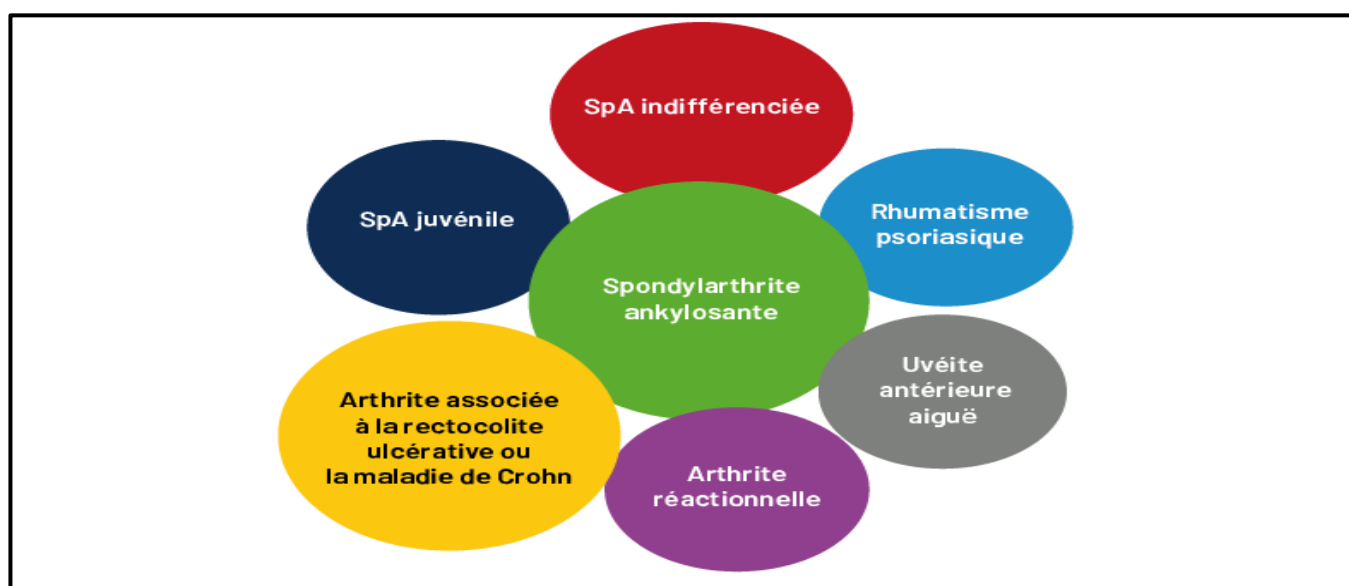 SpA indifférenciée
SpA juvénile
Rhumatisme
psoriasique
Spondylarthrite
ankylosante
Uvéite
antérieure
aiguë
Arthrite associée
à la rectocolite
ulcérative ou
la maladie de Crohn
Arthrite
réactionnelle